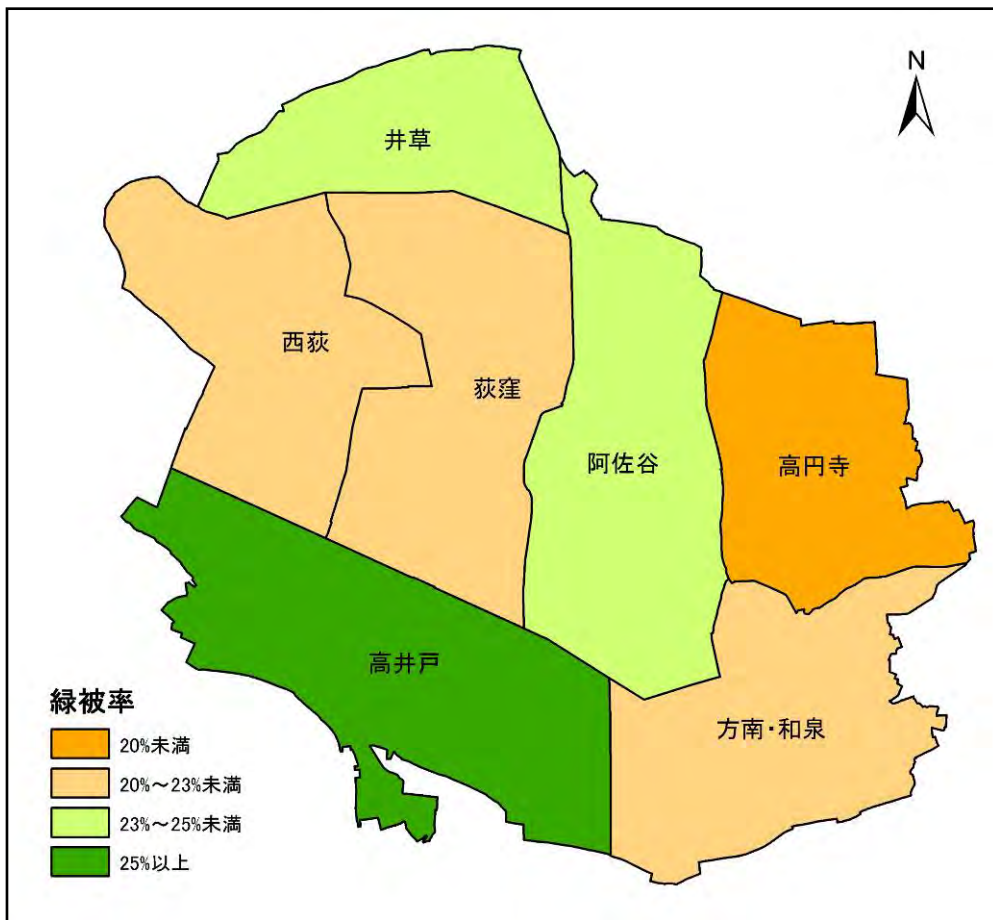 N
井草
西荻
荻窪
阿佐谷
高円寺
高井戸
方南・和泉
緑被率
20%未満
20%～23%未満
23%～25%未満
25%以上